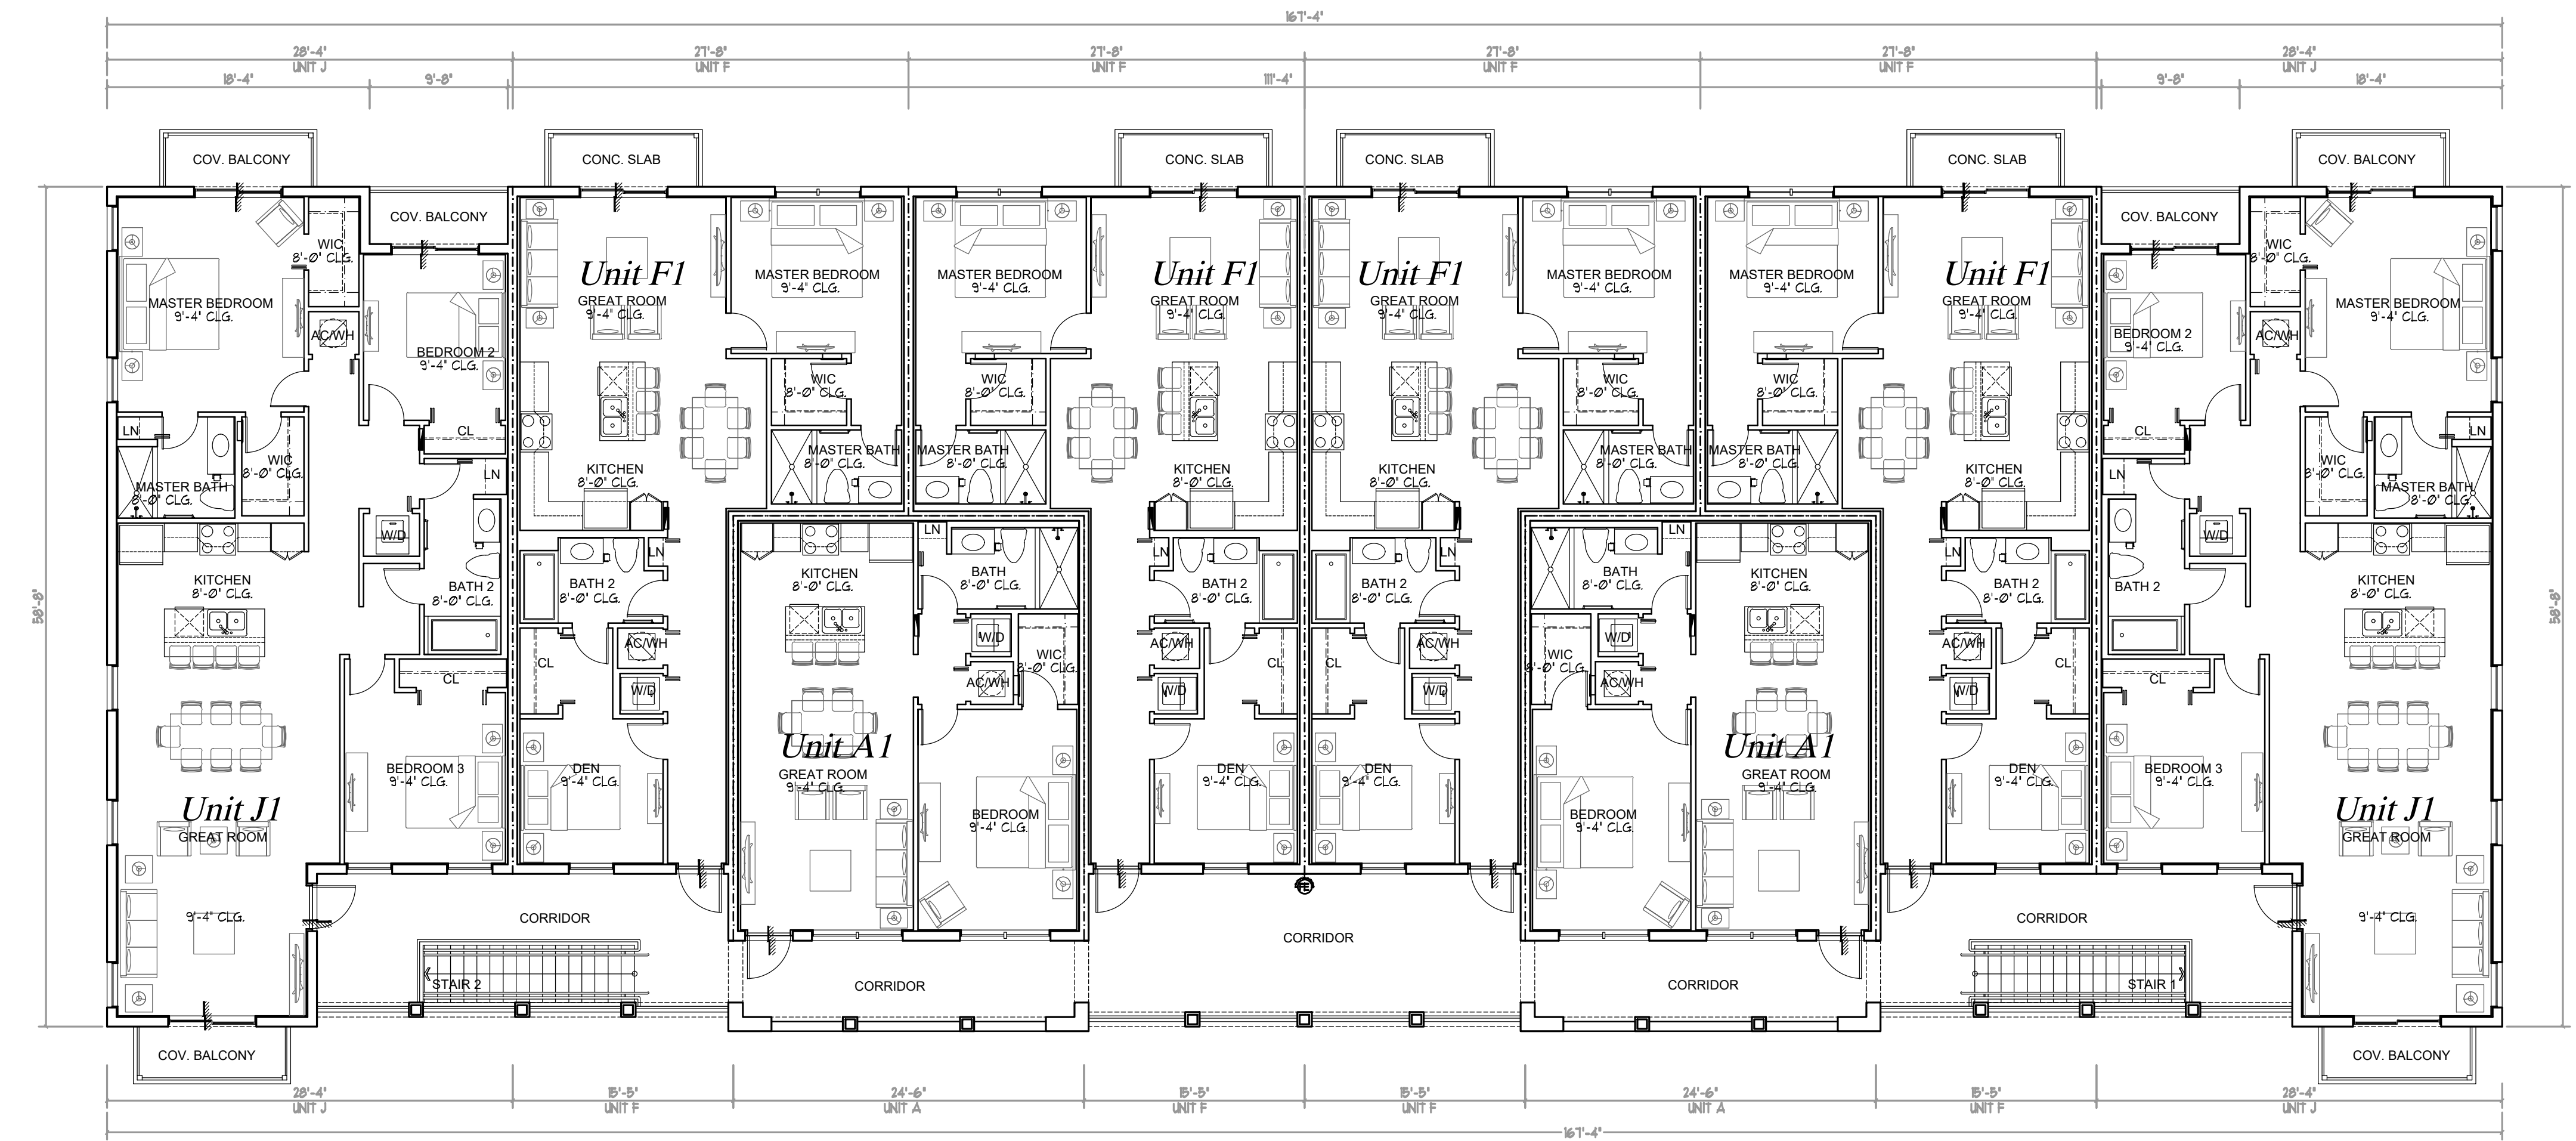 167'-4"
28'-4" 27'-8" 27'-8" 27'-8" 27'-8" 28'-4"
UNIT J UNIT F UNIT F UNIT F UNIT F UNIT J
18'-4" 9'-8" 111'-4" 9'-8" 18'-4"
COV. BALCONY CONC. SLAB CONC. SLAB CONC. SLAB CONC. SLAB COV. BALCONY
COV. BALCONY COV. BALCONY
WIC WIC
8'-0" CLG. 8'-0" CLG.
Unit F1 Unit F1 Unit F1 Unit F1
MASTER BEDROOM MASTER BEDROOM MASTER BEDROOM MASTER BEDROOM
9'-4" CLG. 9'-4" CLG. 9'-4" CLG. 9'-4" CLG.
GREAT ROOM GREAT ROOM GREAT ROOM GREAT ROOM
9'-4" CLG. 9'-4" CLG. 9'-4" CLG. 9'-4" CLG.
MASTER BEDROOM MASTER BEDROOM
9'-4" CLG. 9'-4" CLG.
AC/WH AC/WH
BEDROOM 2 BEDROOM 2
9'-4" CLG. 9'-4" CLG.
WIC WIC WIC WIC
8'-0" CLG. 8'-0" CLG. 8'-0" CLG. 8'-0" CLG.
LN CL CL LN
MASTER BATH MASTER BATH MASTER BATH MASTER BATH
8'-0" CLG. 8'-0" CLG. 8'-0" CLG. 8'-0" CLG.
WIC WIC
8'-0" CLG. 8'-0" CLG.
LN LN
KITCHEN KITCHEN KITCHEN KITCHEN
8'-0" CLG. 8'-0" CLG. 8'-0" CLG. 8'-0" CLG.
MASTER BATH MASTER BATH
8'-0" CLG. 8'-0" CLG.
W/D LN LN W/D
LN LN LN LN
KITCHEN KITCHEN BATH BATH KITCHEN KITCHEN
8'-0" CLG. 8'-0" CLG. 8'-0" CLG. 8'-0" CLG. 8'-0" CLG. 8'-0" CLG.
BATH 2 BATH 2 BATH 2 BATH 2 BATH 2 BATH 2
8'-0" CLG. 8'-0" CLG. 8'-0" CLG. 8'-0" CLG. 8'-0" CLG.
58'-8" 58'-8"
AC/WH W/D AC/WH AC/WH W/D AC/WH
CL WIC CL CL WIC CL
8'-0" CLG. 8'-0" CLG.
CL W/D AC/WH W/D W/D AC/WH W/D CL
Unit A1 Unit A1
BEDROOM 3 DEN GREAT ROOM DEN DEN GREAT ROOM DEN BEDROOM 3
9'-4" CLG. 9'-4" CLG. 9'-4" CLG. 9'-4" CLG. 9'-4" CLG. 9'-4" CLG. 9'-4" CLG. 9'-4" CLG.
Unit J1 Unit J1
BEDROOM BEDROOM
9'-4" CLG. 9'-4" CLG.
GREAT ROOM GREAT ROOM
9'-4" CLG. 9'-4" CLG.
CORRIDOR CORRIDOR CORRIDOR
STAIR 2 CORRIDOR CORRIDOR STAIR 1
FE
COV. BALCONY COV. BALCONY
28'-4" 15'-5" 24'-6" 15'-5" 15'-5" 24'-6" 15'-5" 28'-4"
UNIT J UNIT F UNIT A UNIT F UNIT F UNIT A UNIT F UNIT J
167'-4"